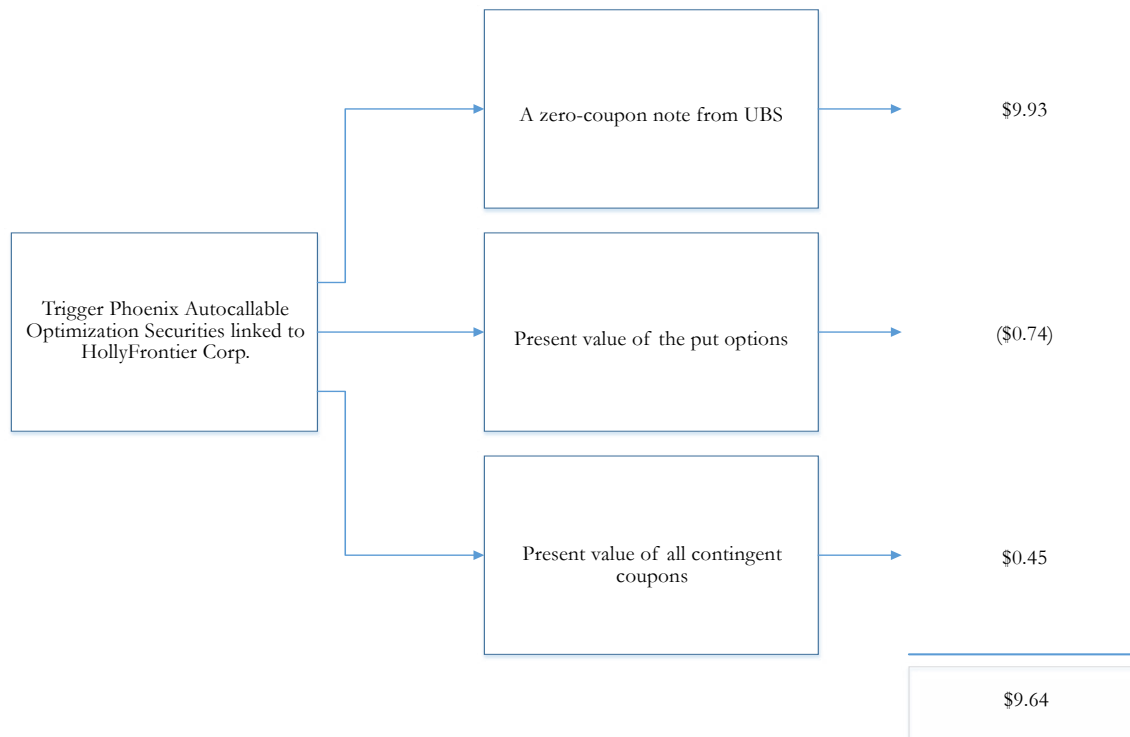 A zero-coupon note from UBS
$9.93
Trigger Phoenix Autocallable
Optimization Securities linked to
HollyFrontier Corp.
Present value of the put options
($0.74)
Present value of all contingent
coupons
$0.45
$9.64